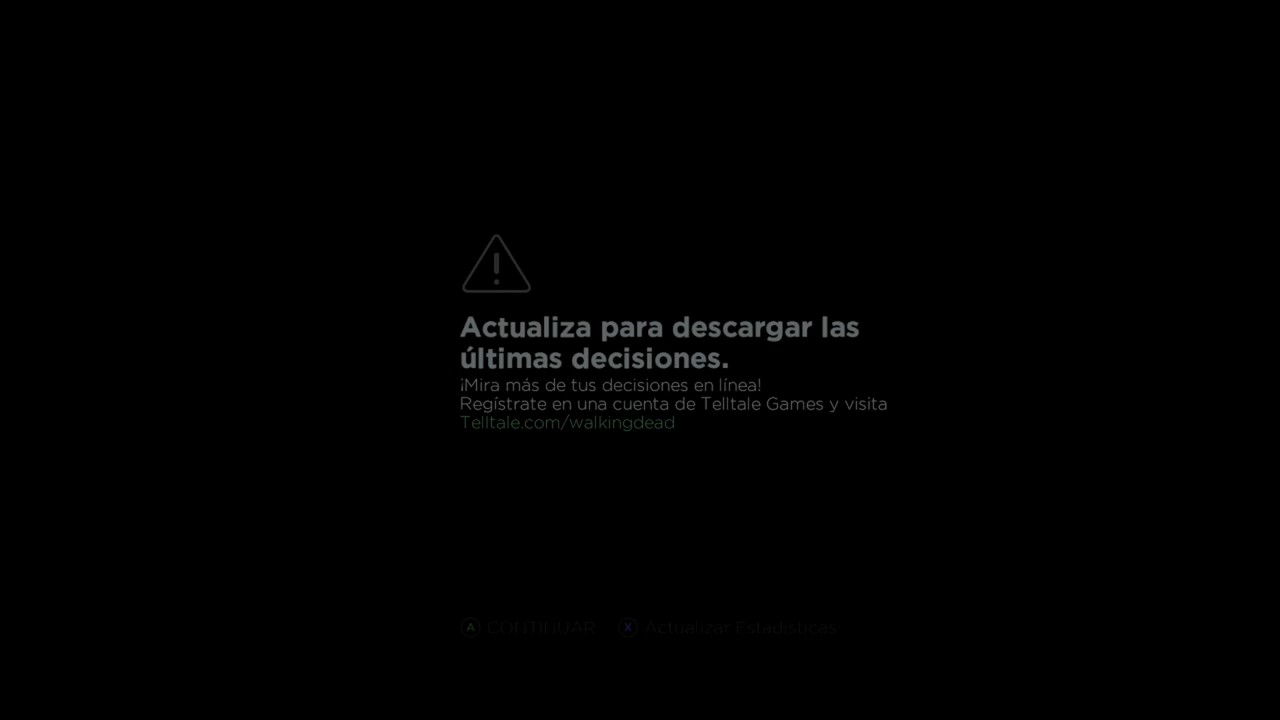 Actualiza para descargar las
últimas decisiones.
¡Mira más de tus decisiones en línea!
Regístrate en una cuenta de Telltale Games y visita
Telltale.com/walkingdead
A CONTINUAR X Actualizar Estadísticas